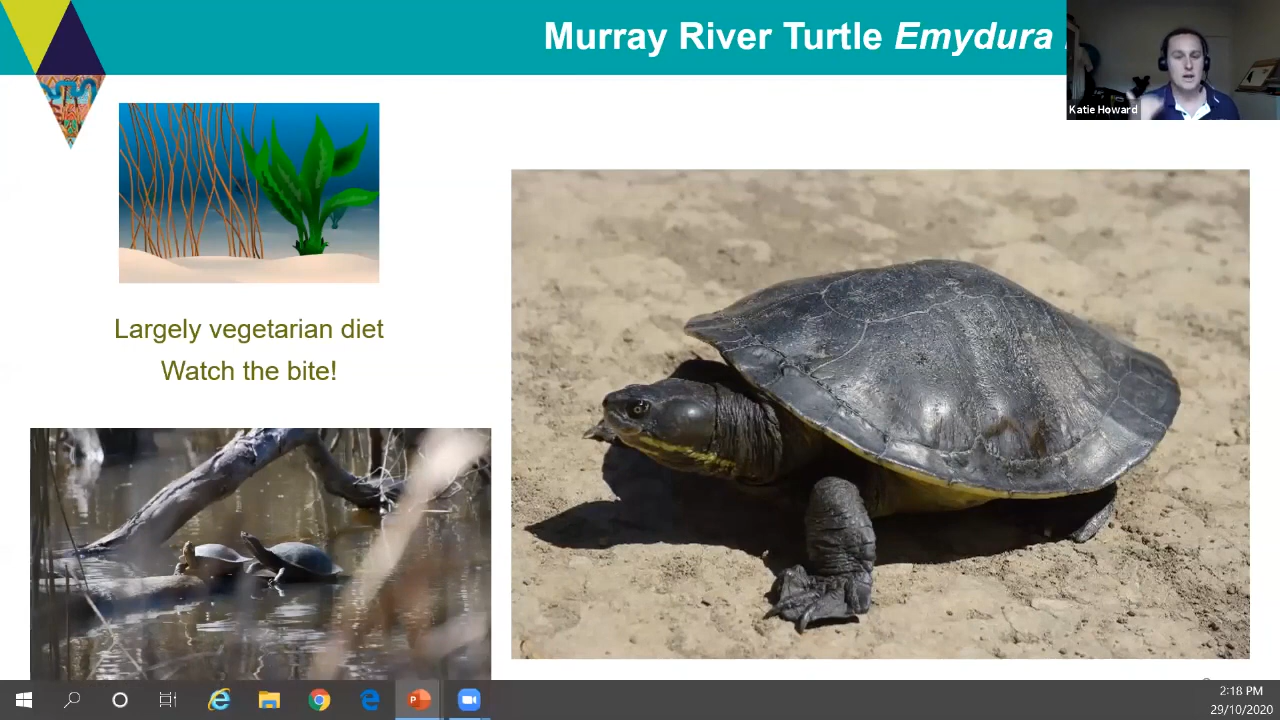 Murray River Turtle Emydura
Katie Howard
Largely vegetarian diet
Watch the bite!
2:18 PM
29/10/2020